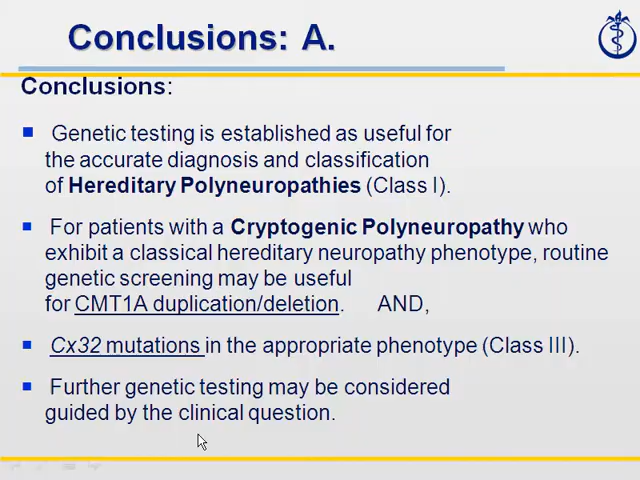 Conclusions: A.
Conclusions:
Genetic testing is established as useful for
the accurate diagnosis and classification
of Hereditary Polyneuropathies (Class I).
For patients with a Cryptogenic Polyneuropathy who
exhibit a classical hereditary neuropathy phenotype, routine
genetic screening may be useful
for CMT1A duplication/deletion. AND,
Cx32 mutations in the appropriate phenotype (Class III).
Further genetic testing may be considered
guided by the clinical question.